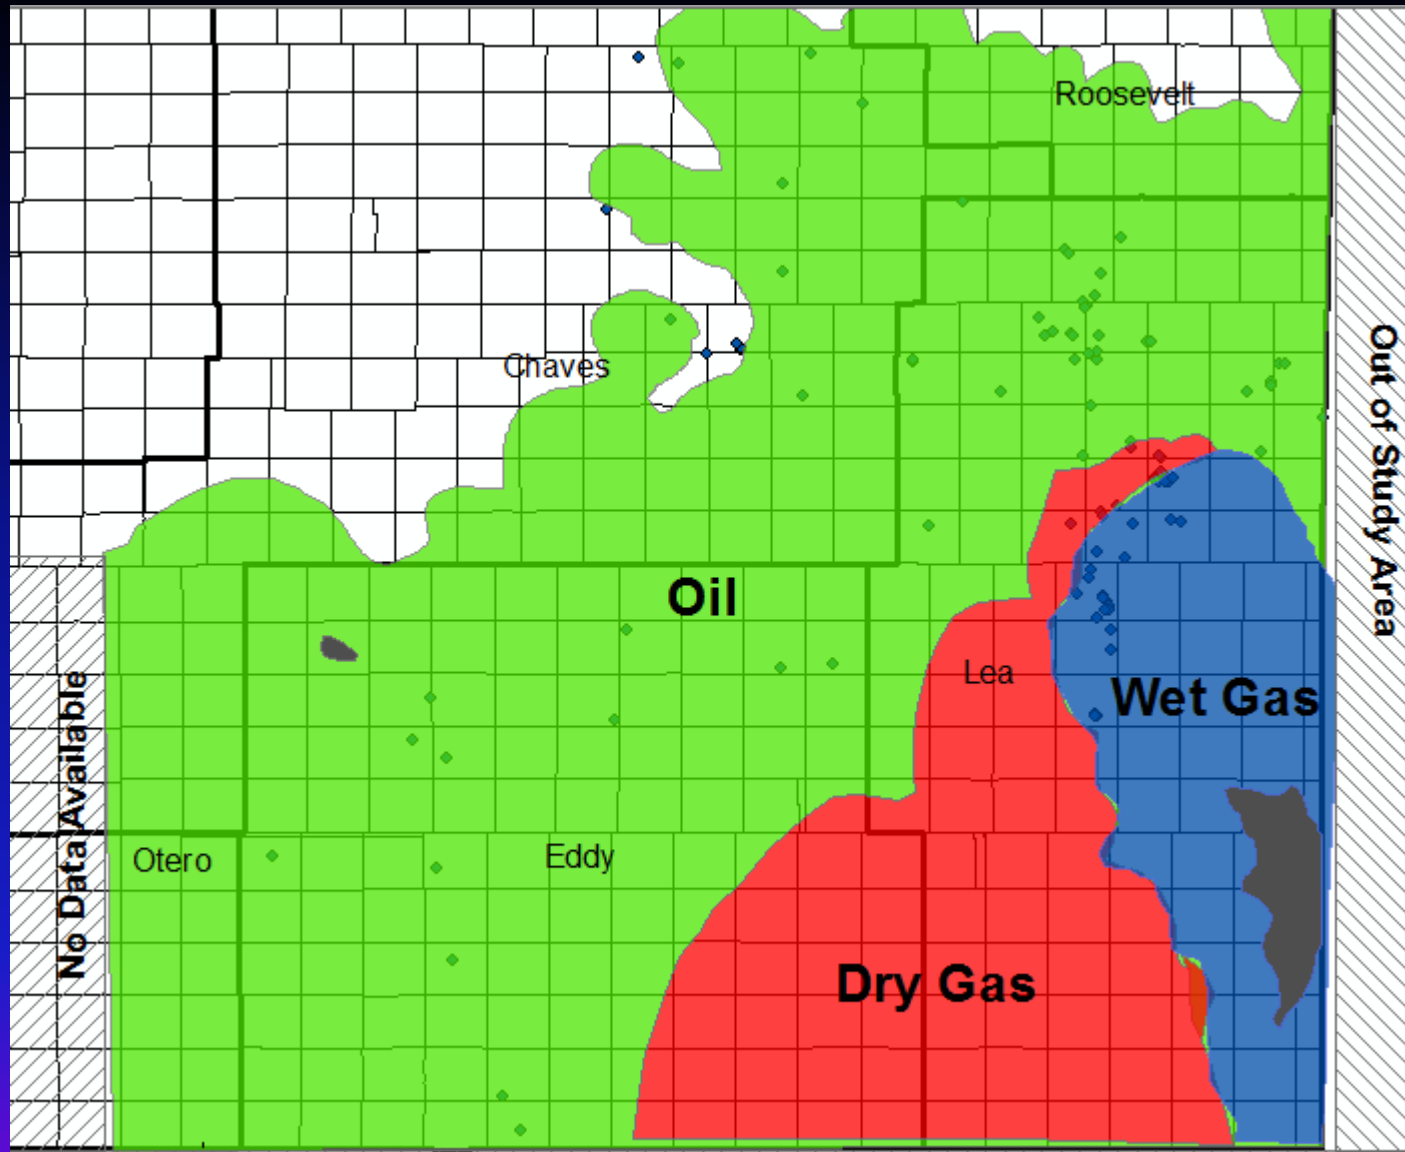 Roosevelt
Chaves
Oil
Lea
Wet Gas
Otero
Eddy
Dry Gas
No Data Available
Out of Study Area